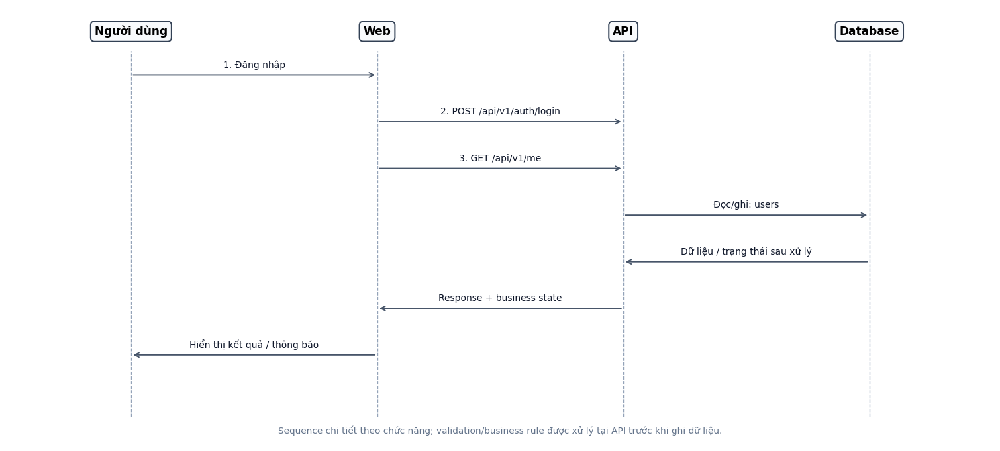 Người dùng
Web
API
Database
1. Đăng nhập
2. POST /api/v1/auth/login
3. GET /api/v1/me
Đọc/ghi: users
Dữ liệu / trạng thái sau xử lý
Response + business state
Hiển thị kết quả / thông báo
Sequence chi tiết theo chức năng; validation/business rule được xử lý tại API trước khi ghi dữ liệu.